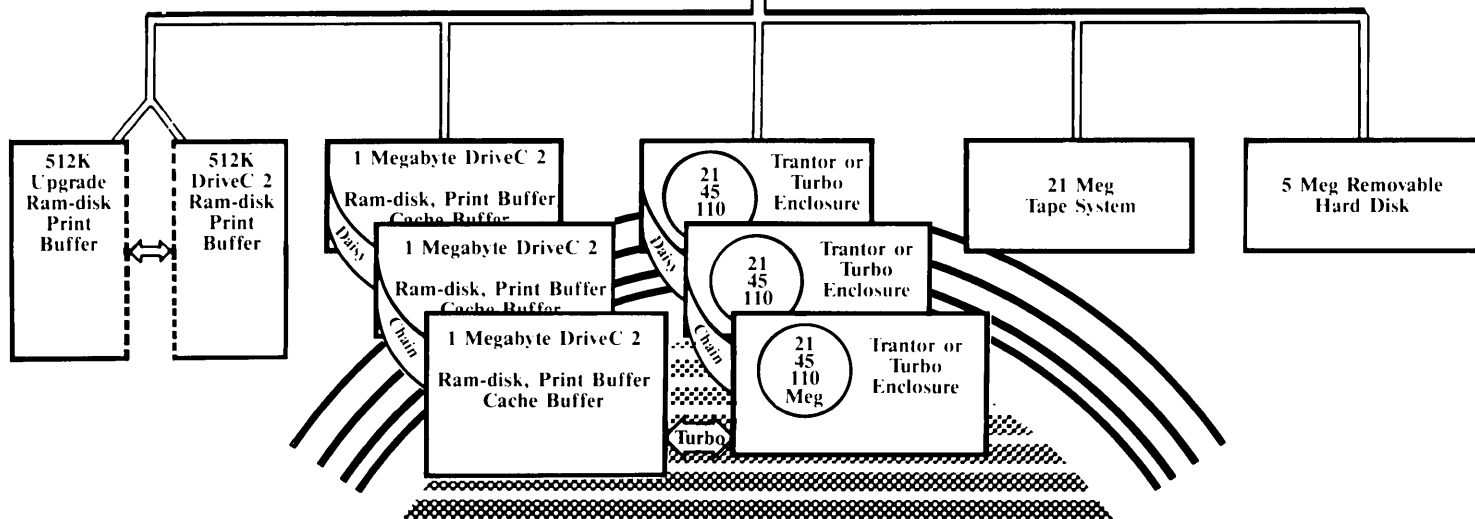 512K
Upgrade
Ram-disk
Print
Buffer
512K
DriveC 2
Ram-disk
Print
Buffer
1 Megabyte DriveC 2
Ram-disk, Print Buffer
Cache Buffer
Daisy
1 Megabyte DriveC 2
Ram-disk, Print Buffer
Cache Buffer
Chain
1 Megabyte DriveC 2
Ram-disk, Print Buffer
Cache Buffer
Turbo
21
45
110
Trantor or
Turbo
Enclosure
Daisy
21
45
110
Trantor or
Turbo
Enclosure
Chain
21
45
110
Meg
Trantor or
Turbo
Enclosure
21 Meg
Tape System
5 Meg Removable
Hard Disk